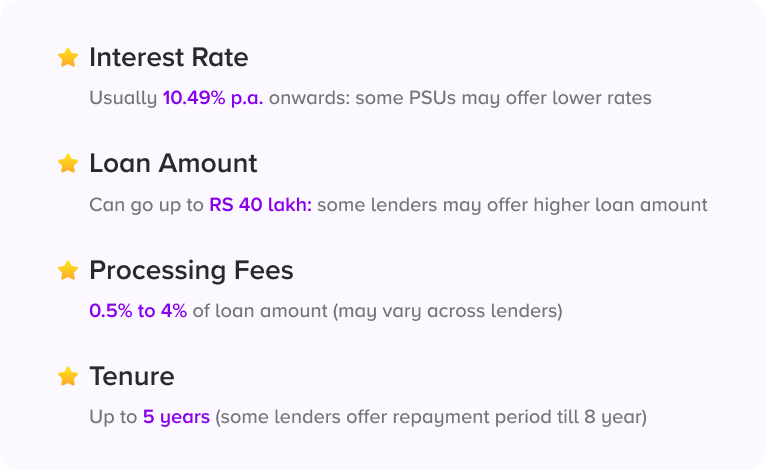 Interest Rate
Usually 10.49% p.a. onwards: some PSUs may offer lower rates
Loan Amount
Can go up to RS 40 lakh: some lenders may offer higher loan amount
Processing Fees
0.5% to 4% of loan amount (may vary across lenders)
Tenure
Up to 5 years (some lenders offer repayment period till 8 year)